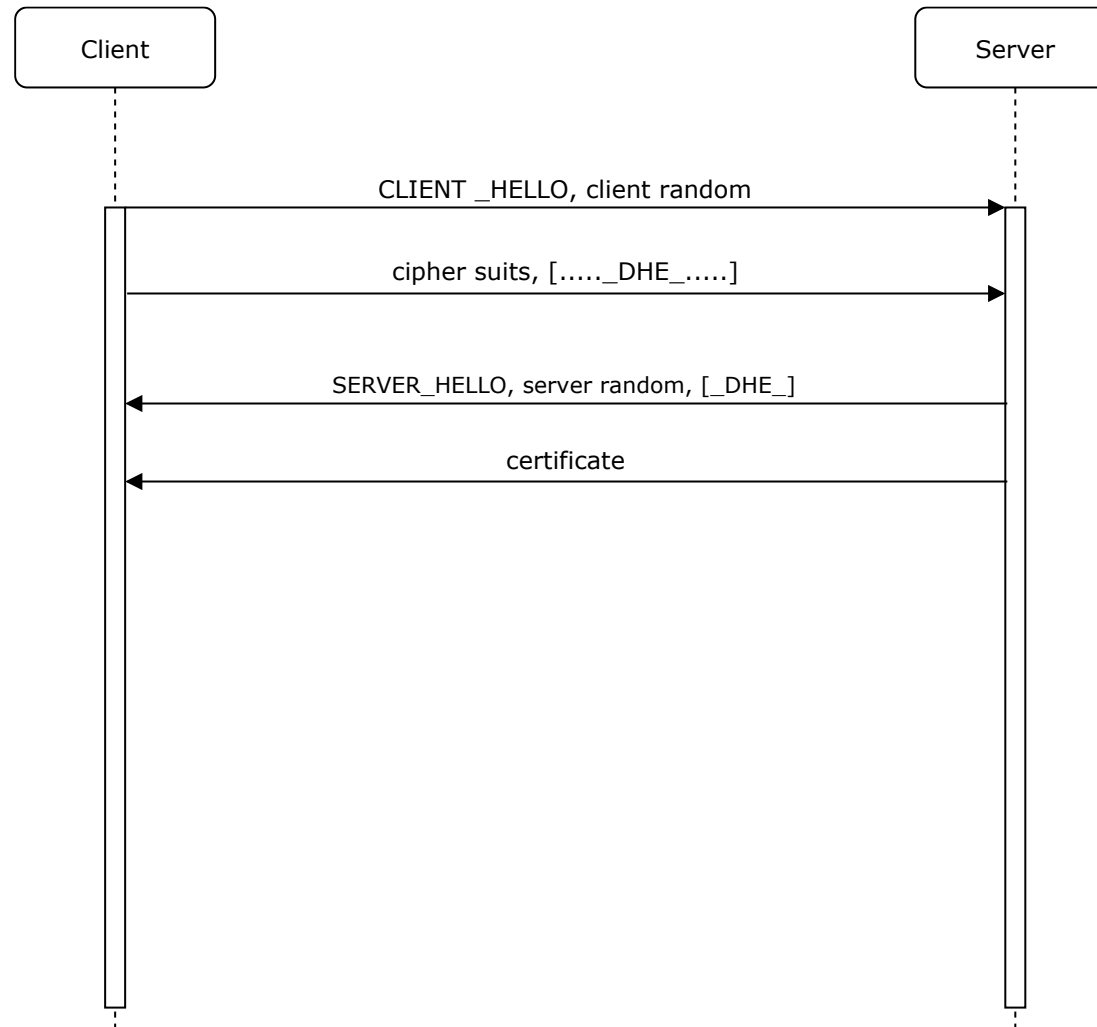 Client
Server
CLIENT _HELLO, client random
cipher suits, [....._DHE_.....]
SERVER_HELLO, server random, [_DHE_]
certificate